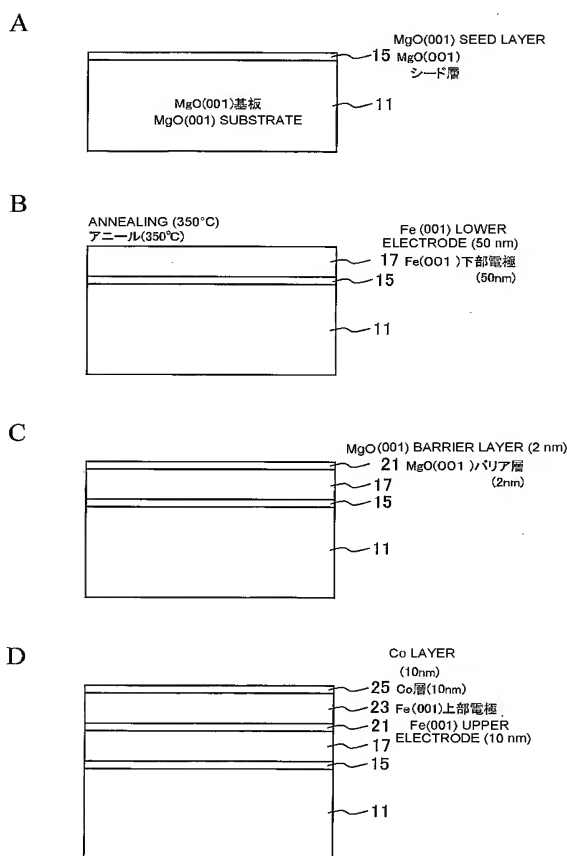 A
MgO(001) SEED LAYER
15 MgO(001)
シード層
MgO(001)基板
MgO(001) SUBSTRATE
11
B
ANNEALING (350°C)
アニール(350℃)
Fe (001) LOWER
ELECTRODE (50 nm)
17 Fe(001)下部電極
(50nm)
15
11
C
MgO(001) BARRIER LAYER (2 nm)
21 MgO(001)バリア層
(2nm)
17
15
11
D
Co LAYER
(10nm)
25 Co層(10nm)
23 Fe(001)上部電極
21 Fe(001) UPPER
17 ELECTRODE (10 nm)
15
11